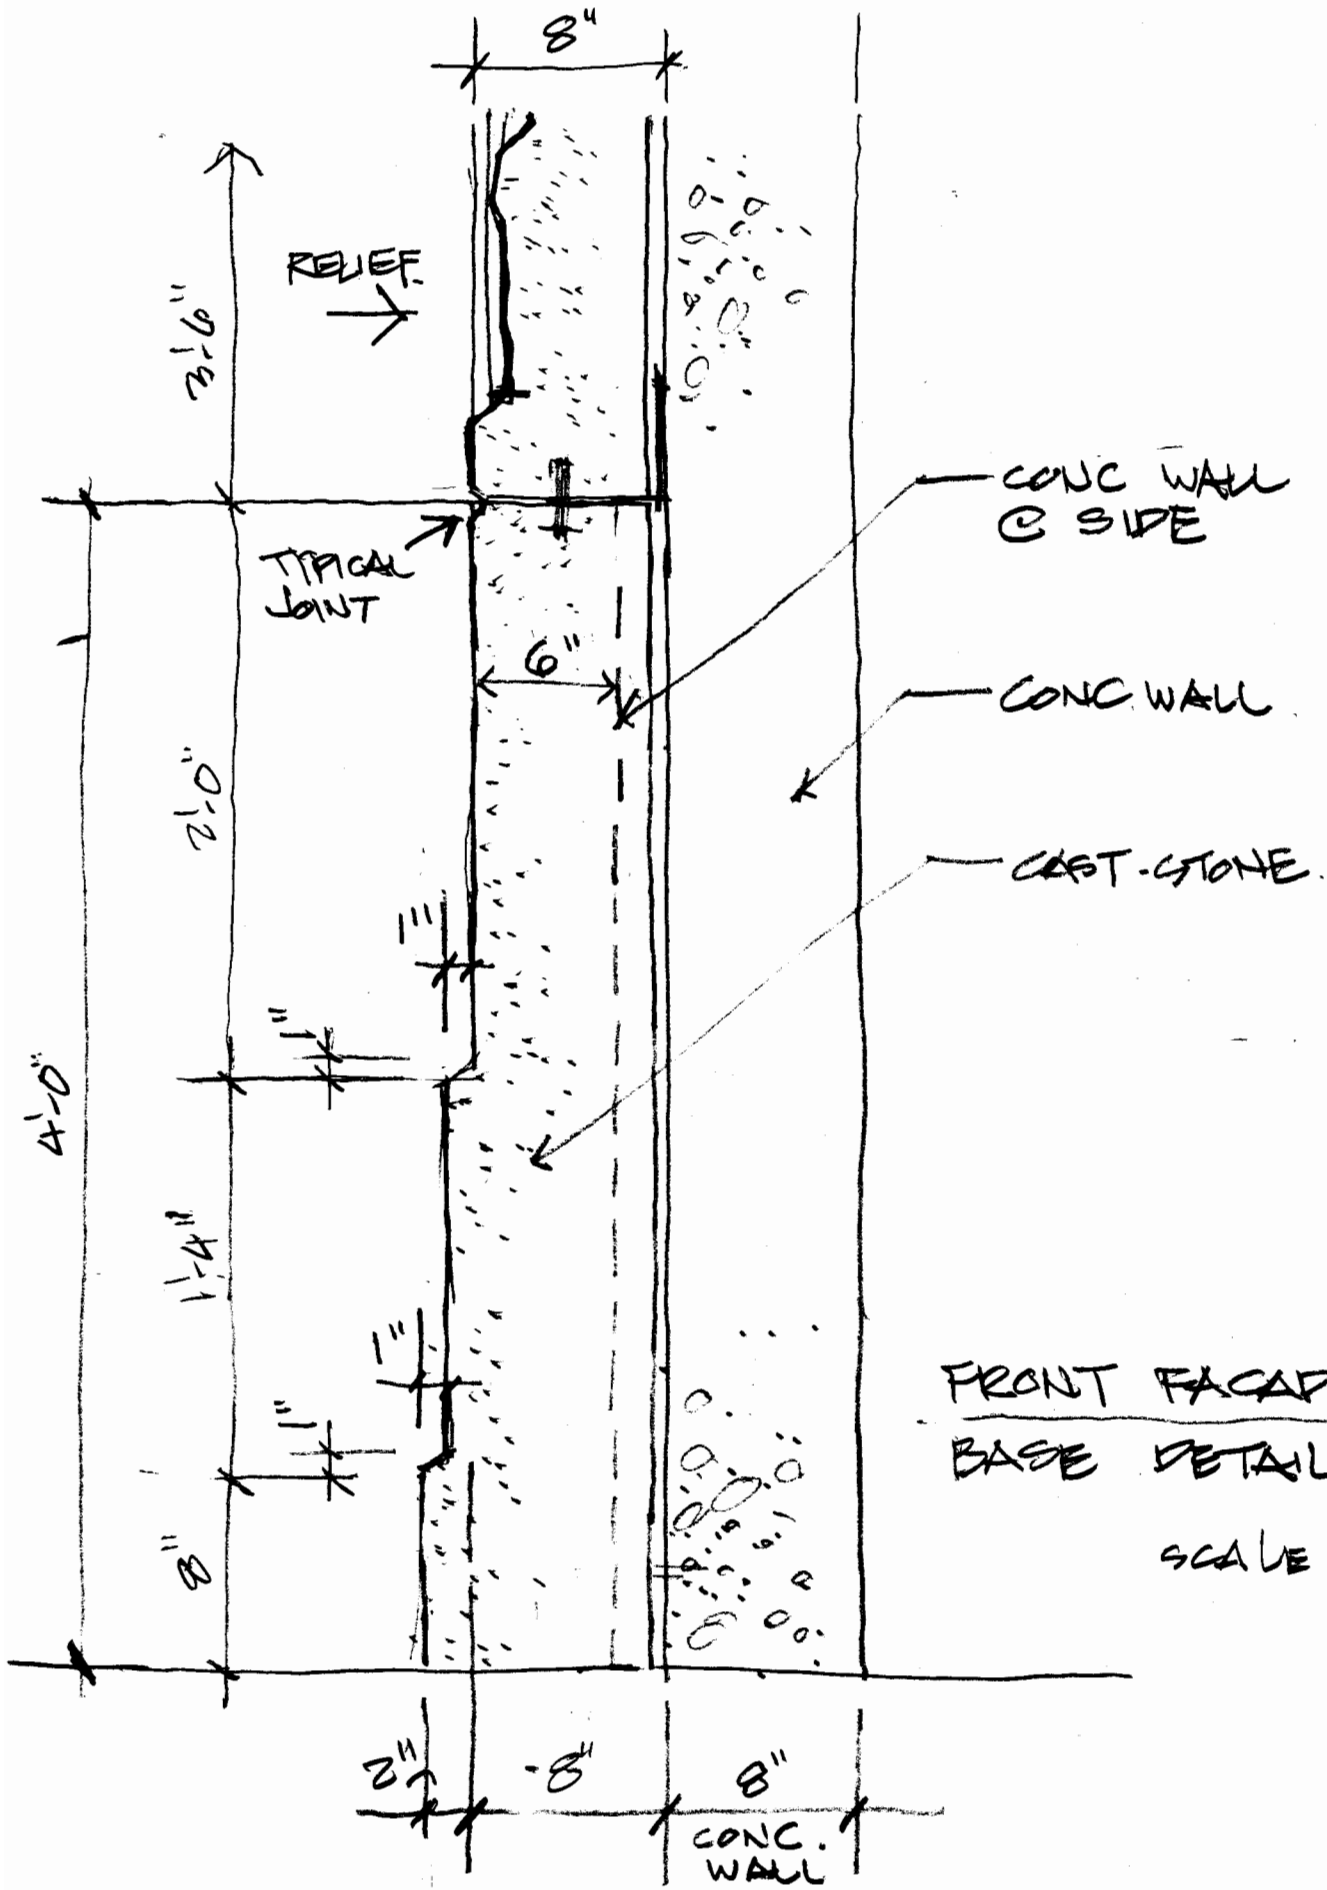 8"
RELIEF.
3'-6"
CONC WALL
@ SIDE
TYPICAL
JOINT
6"
CONC. WALL
2'-0"
CAST-STONE.
1"
1"
4'-0"
1'-4"
1"
1"
FRONT FACAD
BASE DETAIL
8"
SCALE
2"
8"
8"
CONC.
WALL